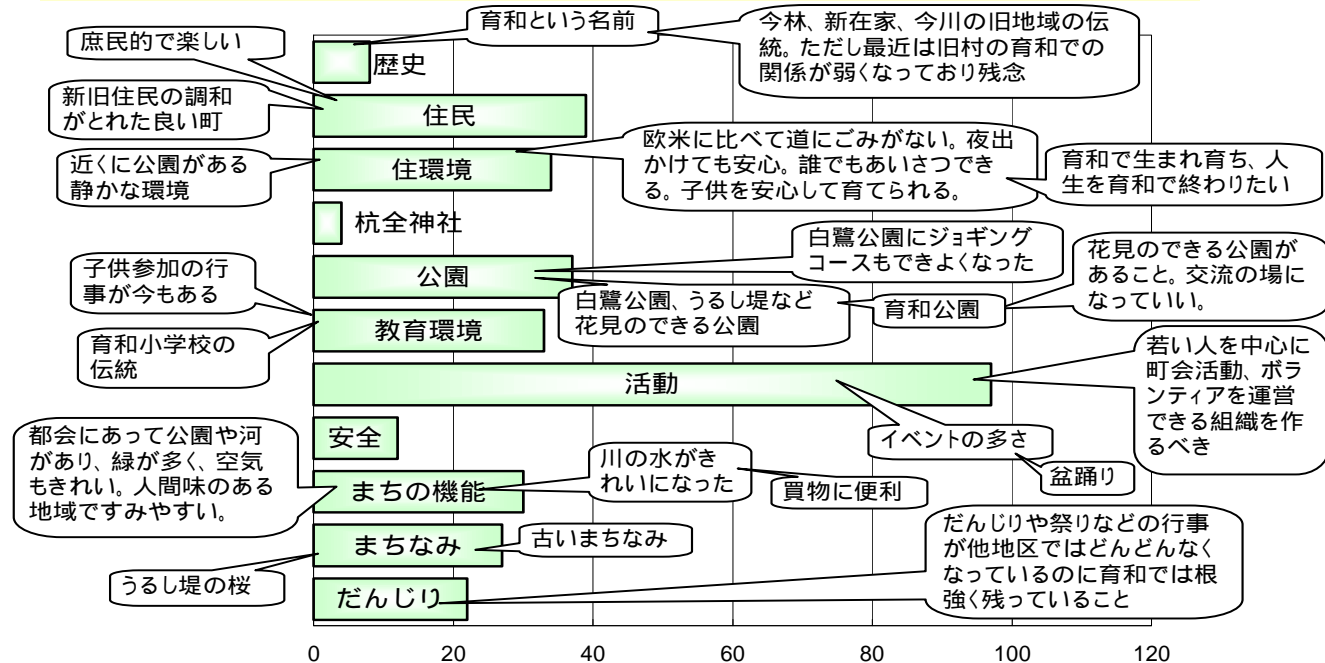 庶民的で楽しい
育和という名前
今林、新在家、今川の旧地域の伝
統。ただし最近は旧村の育和での
関係が弱くなっており残念
歴史
新旧住民の調和
がとれた良い町
住民
近くに公園がある
静かな環境
住環境
欧米に比べて道にごみがない。夜出
かけても安心。誰でもあいさつでき
る。子供を安心して育てられる。
育和で生まれ育ち、人
生を育和で終わりたい
杭全神社
白鷺公園にジョギング
コースもできよくなった
花見のできる公園が
あること。交流の場に
なっていい。
子供参加の行
事が今もある
公園
白鷺公園、うるし堤など
花見のできる公園
育和公園
教育環境
育和小学校の
伝統
若い人を中心に
町会活動、ボラ
ンティアを運営
できる組織を作
るべき
活動
安全
イベントの多さ
盆踊り
都会にあって公園や河
があり、緑が多く、空気
もきれい。人間味のある
地域ですみやすい。
まちの機能
川の水がき
れいになった
買物に便利
まちなみ
古いまちなみ
うるし堤の桜
だんじり
だんじりや祭りなどの行事
が他地区ではどんどんなく
なっているのに育和では根
強く残っていること
0 20 40 60 80 100 120